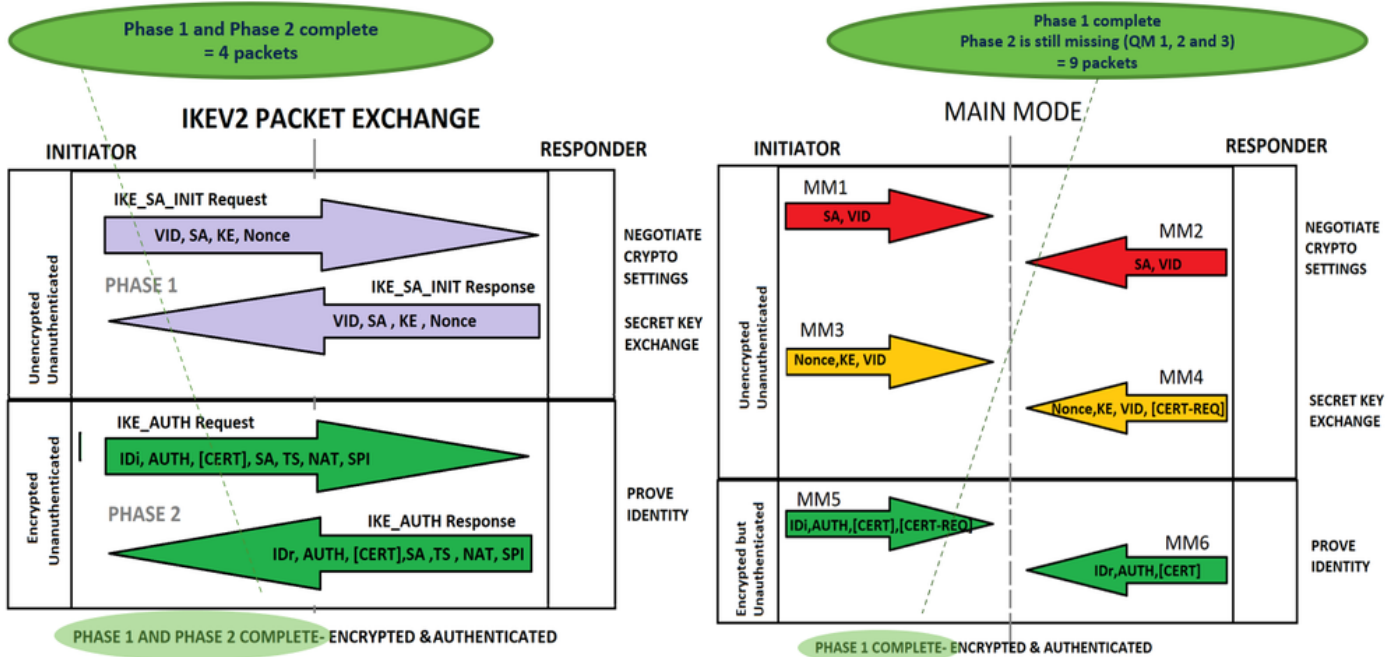 Phase 1 and Phase 2 complete
= 4 packets
IKEV2 PACKET EXCHANGE
INITIATOR
RESPONDER
IKE_SA_INIT Request
VID, SA, KE, Nonce
NEGOTIATE
CRYPTO
SETTINGS
PHASE 1
IKE_SA_INIT Response
VID, SA , KE , Nonce
SECRET KEY
EXCHANGE
Unencrypted
Unanuthenticated
IKE_AUTH Request
IDi, AUTH, [CERT], SA, TS, NAT, SPI
PHASE 2
IKE_AUTH Response
IDr, AUTH, [CERT],SA ,TS , NAT, SPI
PROVE
IDENTITY
Encrypted
Unanuthenticated
PHASE 1 AND PHASE 2 COMPLETE- ENCRYPTED &AUTHENTICATED
Phase 1 complete
Phase 2 is still missing (QM 1, 2 and 3)
= 9 packets
MAIN MODE
INITIATOR
RESPONDER
MM1
SA, VID
MM2
SA, VID
NEGOTIATE
CRYPTO
SETTINGS
MM3
Nonce,KE, VID
MM4
Nonce,KE, VID, [CERT-REQ]
SECRET KEY
EXCHANGE
Unencrypted
Unauthenticated
MM5
IDi,AUTH,[CERT],[CERT-REQ]
MM6
IDr,AUTH,[CERT]
PROVE
IDENTITY
Encrypted but
Unauthenticated
PHASE 1 COMPLETE- ENCRYPTED & AUTHENTICATED